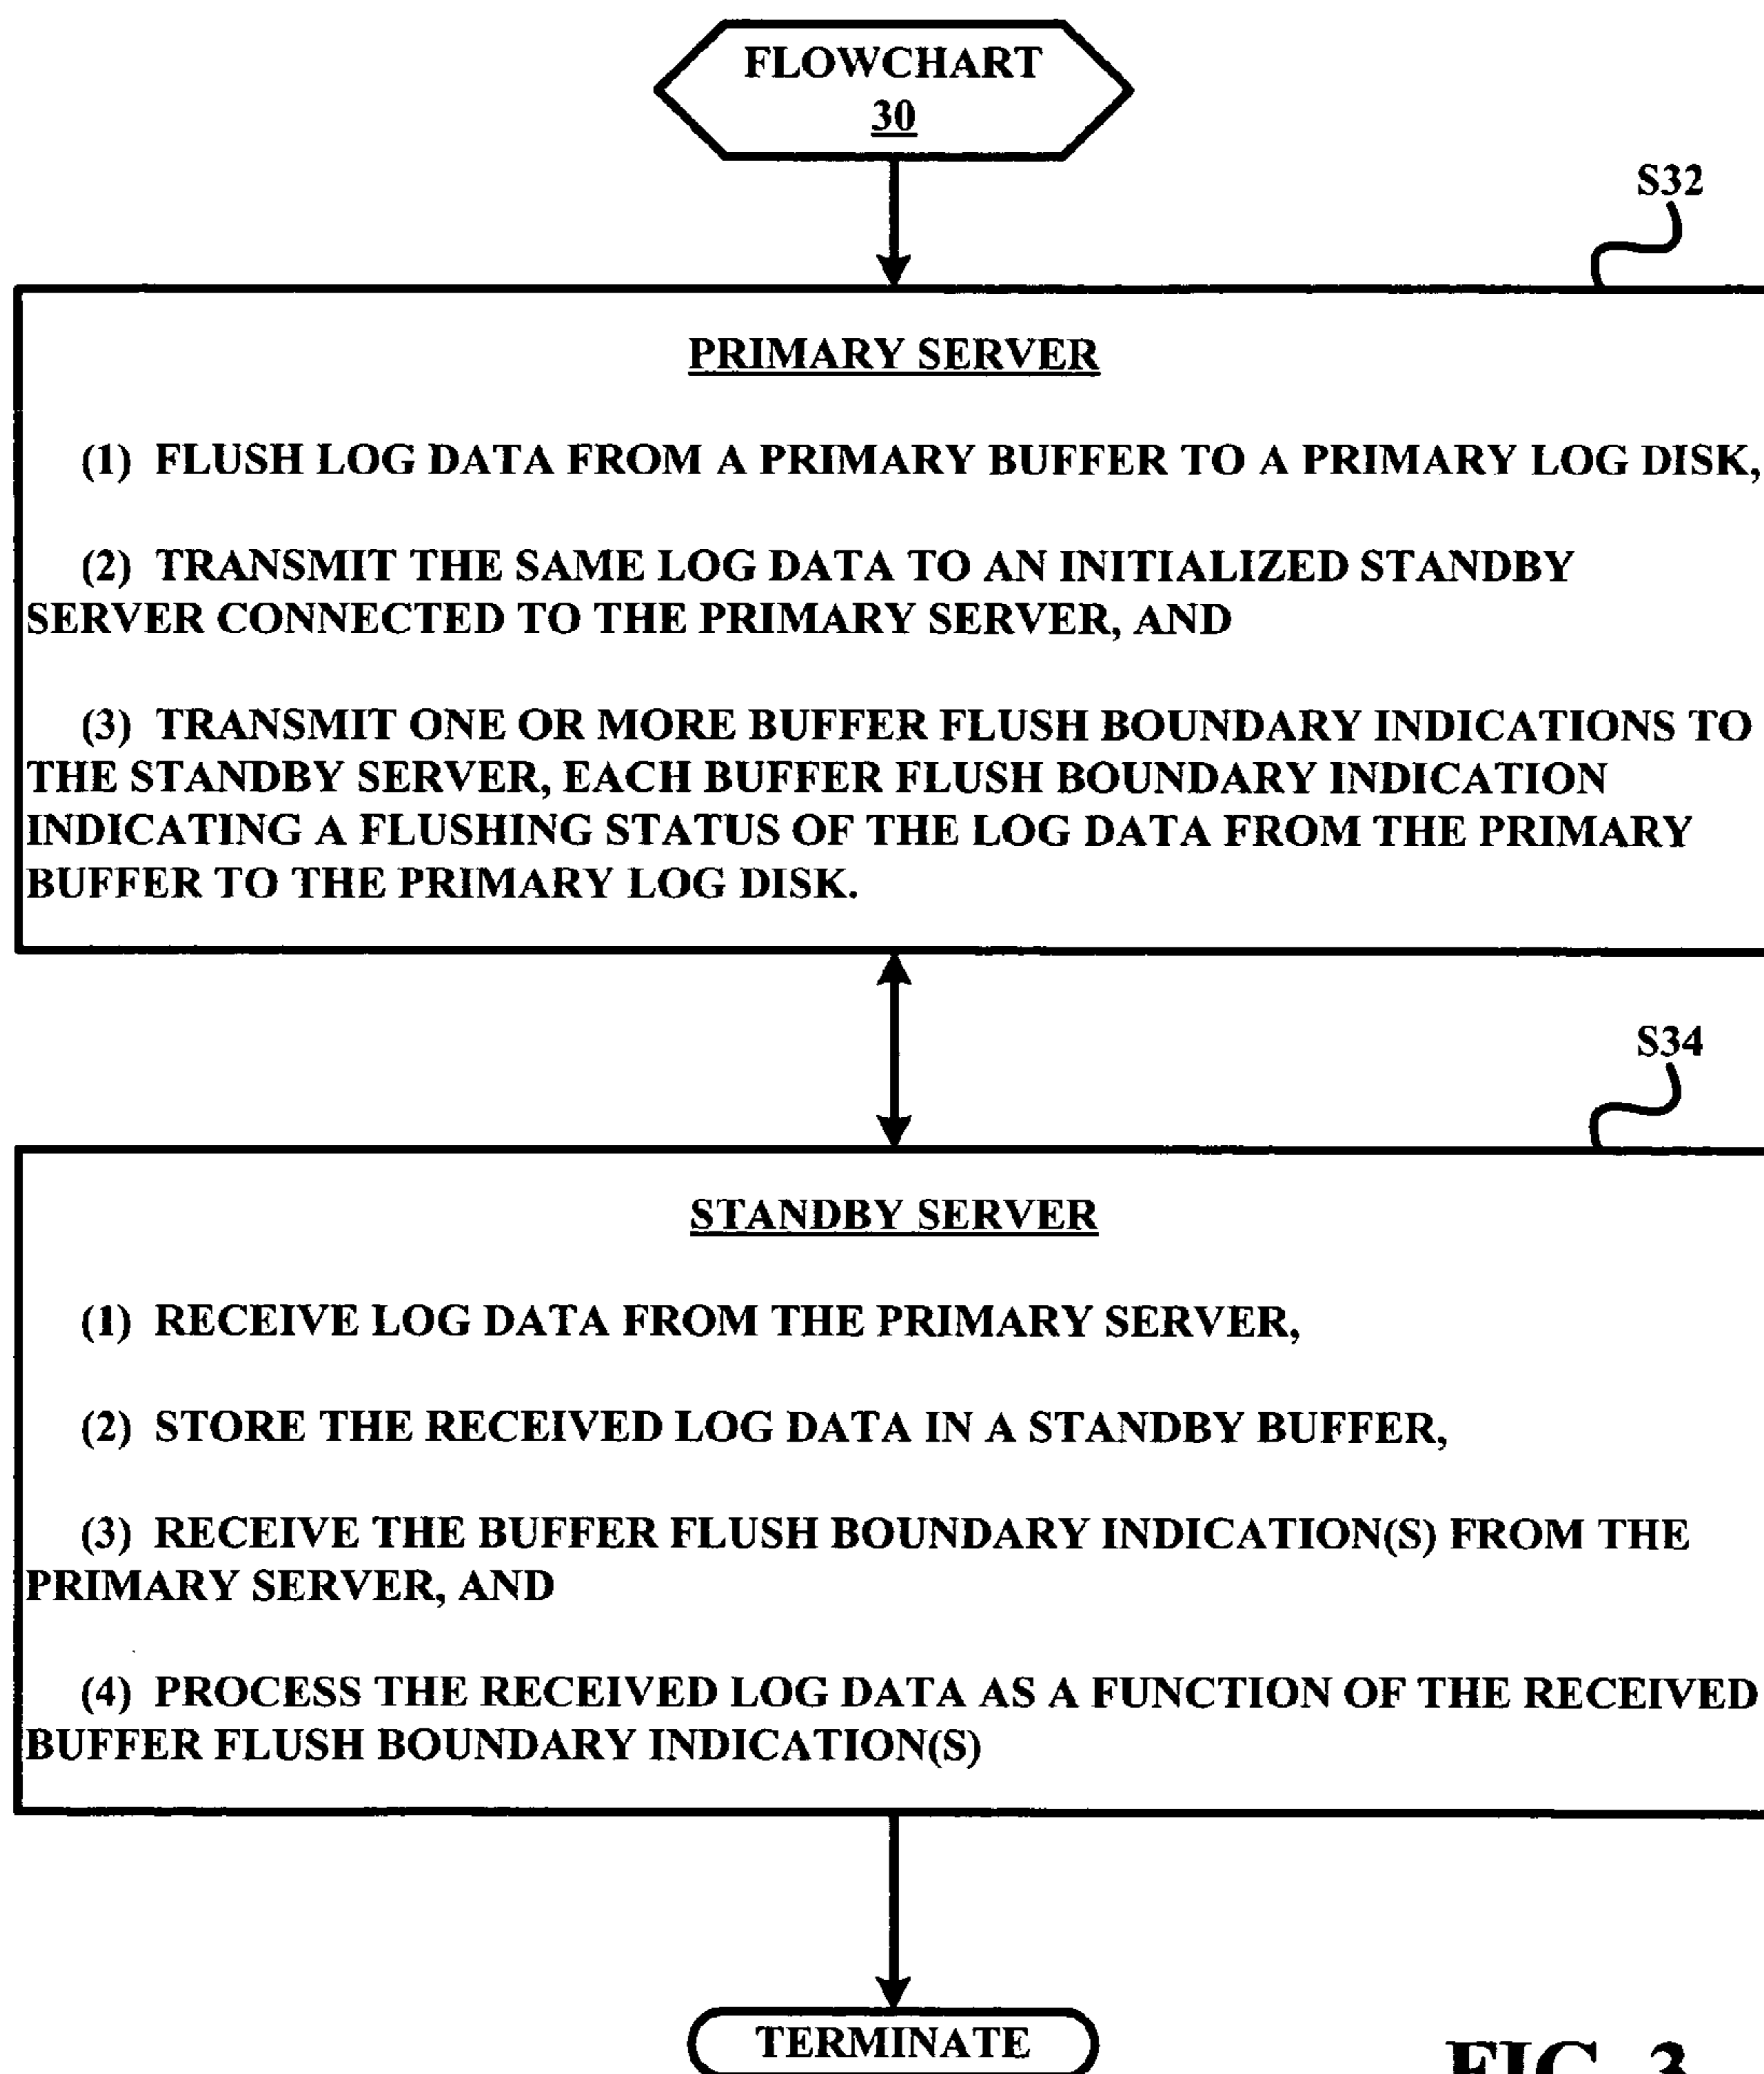 FLOWCHART
30
S32
PRIMARY SERVER
(1) FLUSH LOG DATA FROM A PRIMARY BUFFER TO A PRIMARY LOG DISK,
(2) TRANSMIT THE SAME LOG DATA TO AN INITIALIZED STANDBY
SERVER CONNECTED TO THE PRIMARY SERVER, AND
(3) TRANSMIT ONE OR MORE BUFFER FLUSH BOUNDARY INDICATIONS TO
THE STANDBY SERVER, EACH BUFFER FLUSH BOUNDARY INDICATION
INDICATING A FLUSHING STATUS OF THE LOG DATA FROM THE PRIMARY
BUFFER TO THE PRIMARY LOG DISK.
S34
STANDBY SERVER
(1) RECEIVE LOG DATA FROM THE PRIMARY SERVER,
(2) STORE THE RECEIVED LOG DATA IN A STANDBY BUFFER,
(3) RECEIVE THE BUFFER FLUSH BOUNDARY INDICATION(S) FROM THE
PRIMARY SERVER, AND
(4) PROCESS THE RECEIVED LOG DATA AS A FUNCTION OF THE RECEIVED
BUFFER FLUSH BOUNDARY INDICATION(S)
TERMINATE
FIG. 3